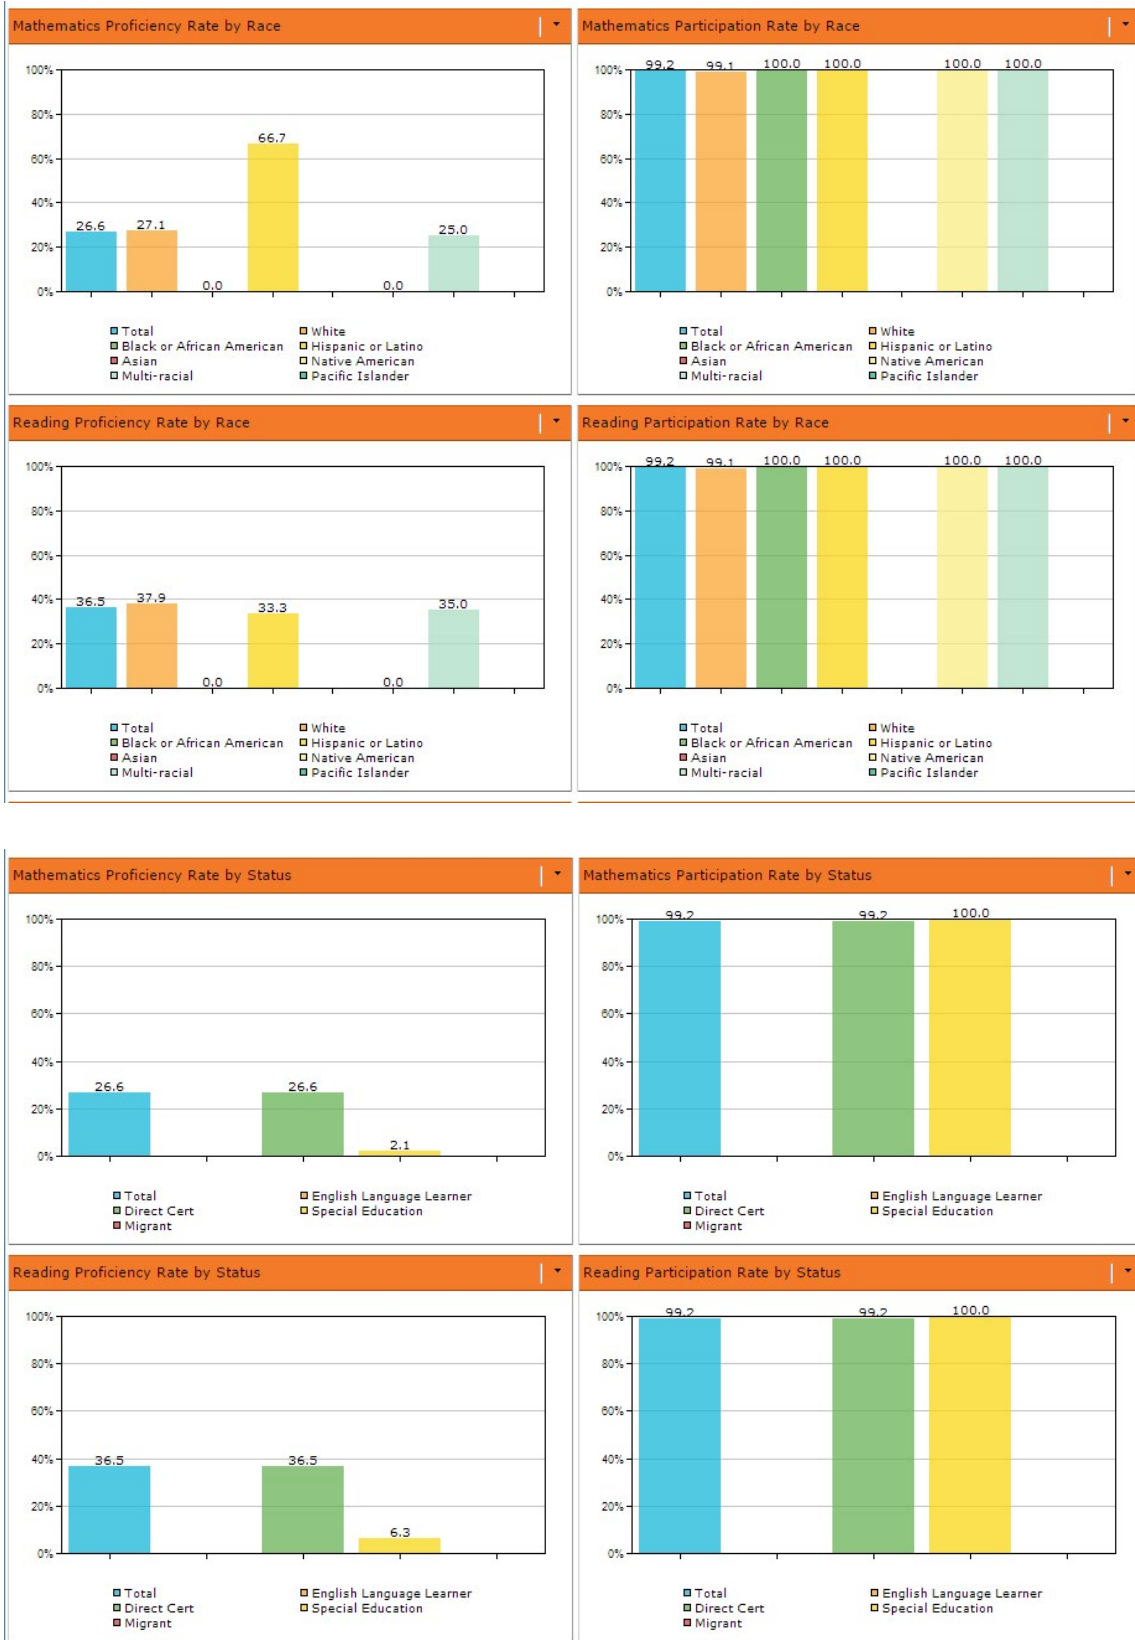 Mathematics Proficiency Rate by Race
100%
80%
60%
40%
20%
0%
26.6
27.1
0.0
66.7
0.0
25.0
Total
White
Black or African American
Hispanic or Latino
Asian
Native American
Multi-racial
Pacific Islander
Mathematics Participation Rate by Race
100%
80%
60%
40%
20%
0%
99.2
99.1
100.0
100.0
100.0
100.0
Total
White
Black or African American
Hispanic or Latino
Asian
Native American
Multi-racial
Pacific Islander
Reading Proficiency Rate by Race
100%
80%
60%
40%
20%
0%
36.5
37.9
0.0
33.3
0.0
35.0
Total
White
Black or African American
Hispanic or Latino
Asian
Native American
Multi-racial
Pacific Islander
Reading Participation Rate by Race
100%
80%
60%
40%
20%
0%
99.2
99.1
100.0
100.0
100.0
100.0
Total
White
Black or African American
Hispanic or Latino
Asian
Native American
Multi-racial
Pacific Islander
Mathematics Proficiency Rate by Status
100%
80%
60%
40%
20%
0%
26.6
26.6
2.1
Total
English Language Learner
Direct Cert
Special Education
Migrant
Mathematics Participation Rate by Status
100%
80%
60%
40%
20%
0%
99.2
99.2
100.0
Total
English Language Learner
Direct Cert
Special Education
Migrant
Reading Proficiency Rate by Status
100%
80%
60%
40%
20%
0%
36.5
36.5
6.3
Total
English Language Learner
Direct Cert
Special Education
Migrant
Reading Participation Rate by Status
100%
80%
60%
40%
20%
0%
99.2
99.2
100.0
Total
English Language Learner
Direct Cert
Special Education
Migrant